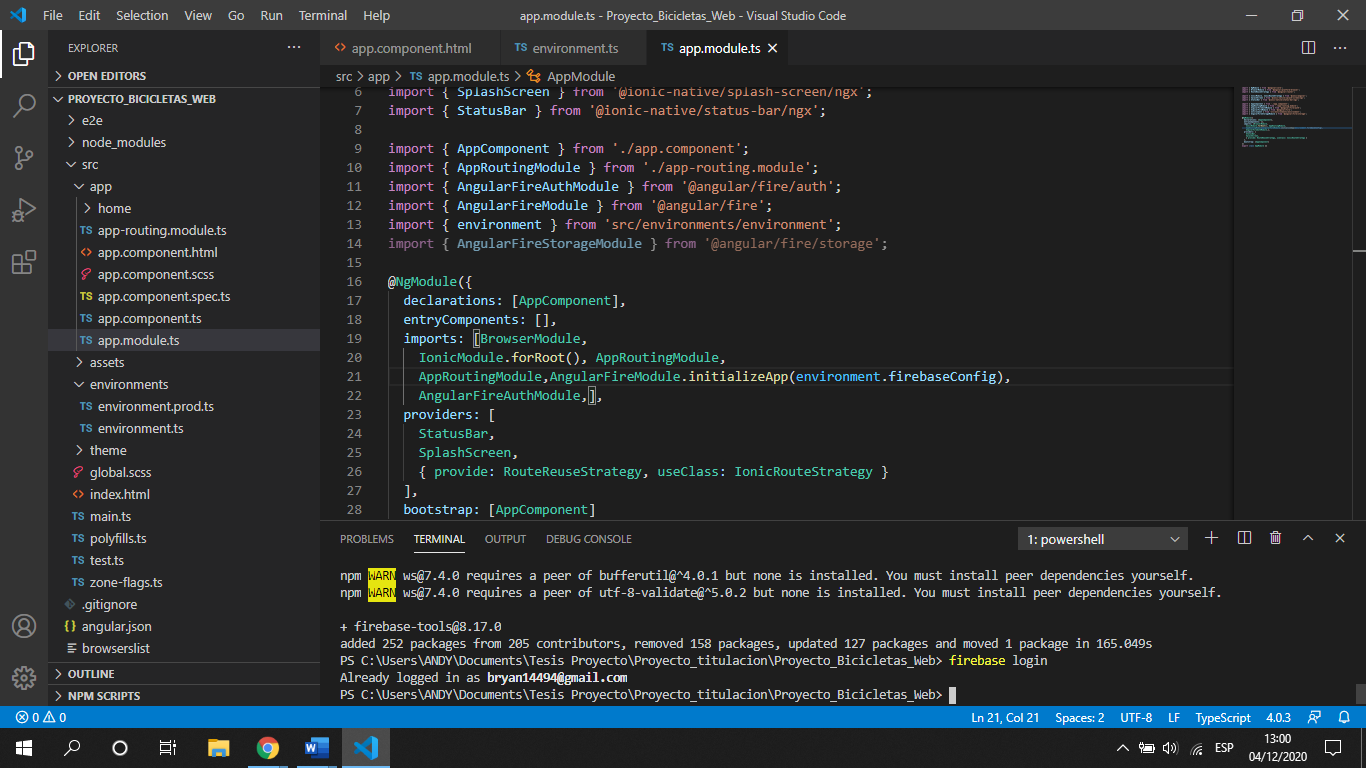 File Edit Selection View Go Run Terminal Help
app.module.ts - Proyecto_Bicicletas_Web - Visual Studio Code
EXPLORER
OPEN EDITORS
PROYECTO_BICICLETAS_WEB
e2e
node_modules
src
app
home
TS app-routing.module.ts
<> app.component.html
app.component.scss
TS app.component.spec.ts
TS app.component.ts
TS app.module.ts
assets
environments
TS environment.prod.ts
TS environment.ts
theme
global.scss
<> index.html
TS main.ts
TS polyfills.ts
TS test.ts
TS zone-flags.ts
.gitignore
{} angular.json
browserslist
OUTLINE
NPM SCRIPTS
<> app.component.html TS environment.ts TS app.module.ts
src > app > TS app.module.ts > AppModule
6 import { SplashScreen } from '@ionic-native/splash-screen/ngx';
7 import { StatusBar } from '@ionic-native/status-bar/ngx';
8
9 import { AppComponent } from './app.component';
10 import { AppRoutingModule } from './app-routing.module';
11 import { AngularFireAuthModule } from '@angular/fire/auth';
12 import { AngularFireModule } from '@angular/fire';
13 import { environment } from 'src/environments/environment';
14 import { AngularFireStorageModule } from '@angular/fire/storage';
15
16 @NgModule({
17 declarations: [AppComponent],
18 entryComponents: [],
19 imports: [BrowserModule,
20 IonicModule.forRoot(), AppRoutingModule,
21 AppRoutingModule,AngularFireModule.initializeApp(environment.firebaseConfig),
22 AngularFireAuthModule,],
23 providers: [
24 StatusBar,
25 SplashScreen,
26 { provide: RouteReuseStrategy, useClass: IonicRouteStrategy }
27 ],
28 bootstrap: [AppComponent]
PROBLEMS TERMINAL OUTPUT DEBUG CONSOLE
1: powershell
npm WARN ws@7.4.0 requires a peer of bufferutil@^4.0.1 but none is installed. You must install peer dependencies yourself.
npm WARN ws@7.4.0 requires a peer of utf-8-validate@^5.0.2 but none is installed. You must install peer dependencies yourself.
+ firebase-tools@8.17.0
added 252 packages from 205 contributors, removed 158 packages, updated 127 packages and moved 1 package in 165.049s
PS C:\Users\ANDY\Documents\Tesis Proyecto\Proyecto_titulacion\Proyecto_Bicicletas_Web> firebase login
Already logged in as bryan14494@gmail.com
PS C:\Users\ANDY\Documents\Tesis Proyecto\Proyecto_titulacion\Proyecto_Bicicletas_Web>
0 0
Ln 21, Col 21 Spaces: 2 UTF-8 LF TypeScript 4.0.3
ESP
13:00
04/12/2020